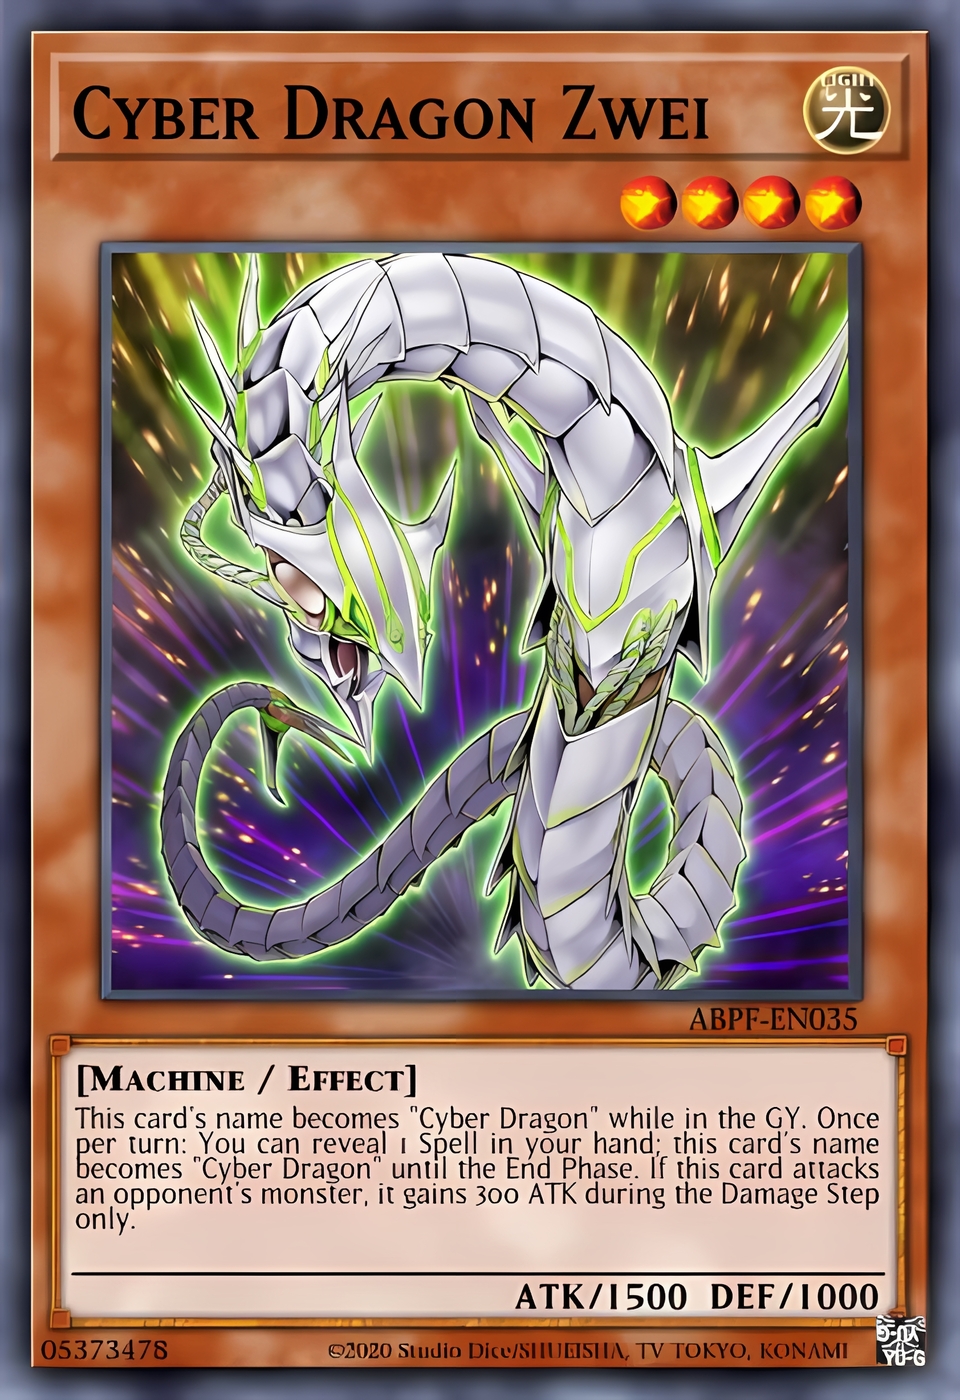 Cyber Dragon Zwei
光
ABPF-EN035
[Machine / Effect]
This card's name becomes "Cyber Dragon" while in the GY. Once
per turn: You can reveal 1 Spell in your hand; this card's name
becomes "Cyber Dragon" until the End Phase. If this card attacks
an opponent's monster, it gains 300 ATK during the Damage Step
only.
ATK/1500 DEF/1000
05373478
©2020 Studio Dice/SHUEISHA, TV TOKYO, KONAMI